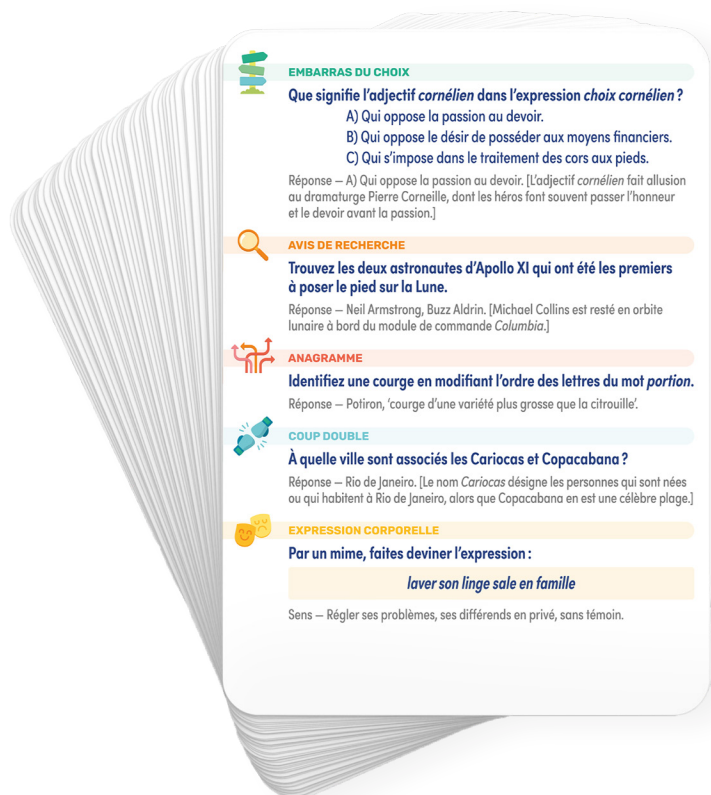 EMBARRAS DU CHOIX
Que signifie l’adjectif cornélien dans l’expression choix cornélien ?
A) Qui oppose la passion au devoir.
B) Qui oppose le désir de posséder aux moyens financiers.
C) Qui s’impose dans le traitement des cors aux pieds.
Réponse – A) Qui oppose la passion au devoir. [L’adjectif cornélien fait allusion
au dramaturge Pierre Corneille, dont les héros font souvent passer l’honneur
et le devoir avant la passion.]
AVIS DE RECHERCHE
Trouvez les deux astronautes d’Apollo XI qui ont été les premiers
à poser le pied sur la Lune.
Réponse – Neil Armstrong, Buzz Aldrin. [Michael Collins est resté en orbite
lunaire à bord du module de commande Columbia.]
ANAGRAMME
Identifiez une courge en modifiant l’ordre des lettres du mot portion.
Réponse – Potiron, ‘courge d’une variété plus grosse que la citrouille’.
COUP DOUBLE
À quelle ville sont associés les Cariocas et Copacabana ?
Réponse – Rio de Janeiro. [Le nom Cariocas désigne les personnes qui sont nées
ou qui habitent à Rio de Janeiro, alors que Copacabana en est une célèbre plage.]
EXPRESSION CORPORELLE
Par un mime, faites deviner l’expression :
laver son linge sale en famille
Sens – Régler ses problèmes, ses différends en privé, sans témoin.